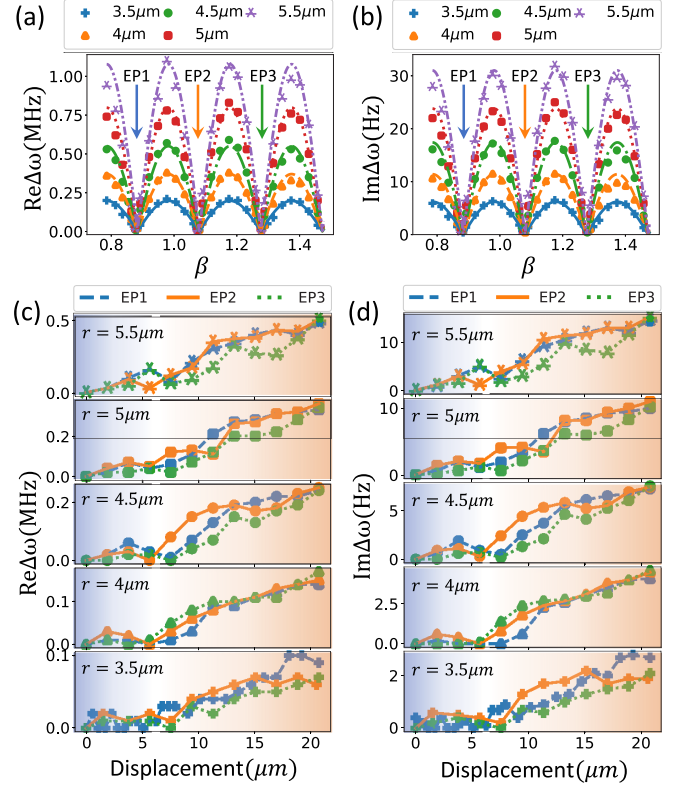 (a)
3.5μm 4.5μm 5.5μm
4μm 5μm
EP1 EP2 EP3
ReΔω(MHz)
1.00
0.75
0.50
0.25
0.00
0.8 1.0 1.2 1.4
β
(b)
3.5μm 4.5μm 5.5μm
4μm 5μm
EP1 EP2 EP3
ImΔω(Hz)
30
20
10
0
0.8 1.0 1.2 1.4
β
(c)
EP1 EP2 EP3
ReΔω(MHz)
0.5
r = 5.5μm
0.0
r = 5μm
0.2
0.0
r = 4.5μm
0.2
0.0
r = 4μm
0.1
0.0
0.1
r = 3.5μm
0.0
0 5 10 15 20
Displacement(μm)
(d)
EP1 EP2 EP3
ImΔω(Hz)
r = 5.5μm
10
0
r = 5μm
10
0
r = 4.5μm
5
0
r = 4μm
2.5
0.0
r = 3.5μm
2
0
0 5 10 15 20
Displacement(μm)